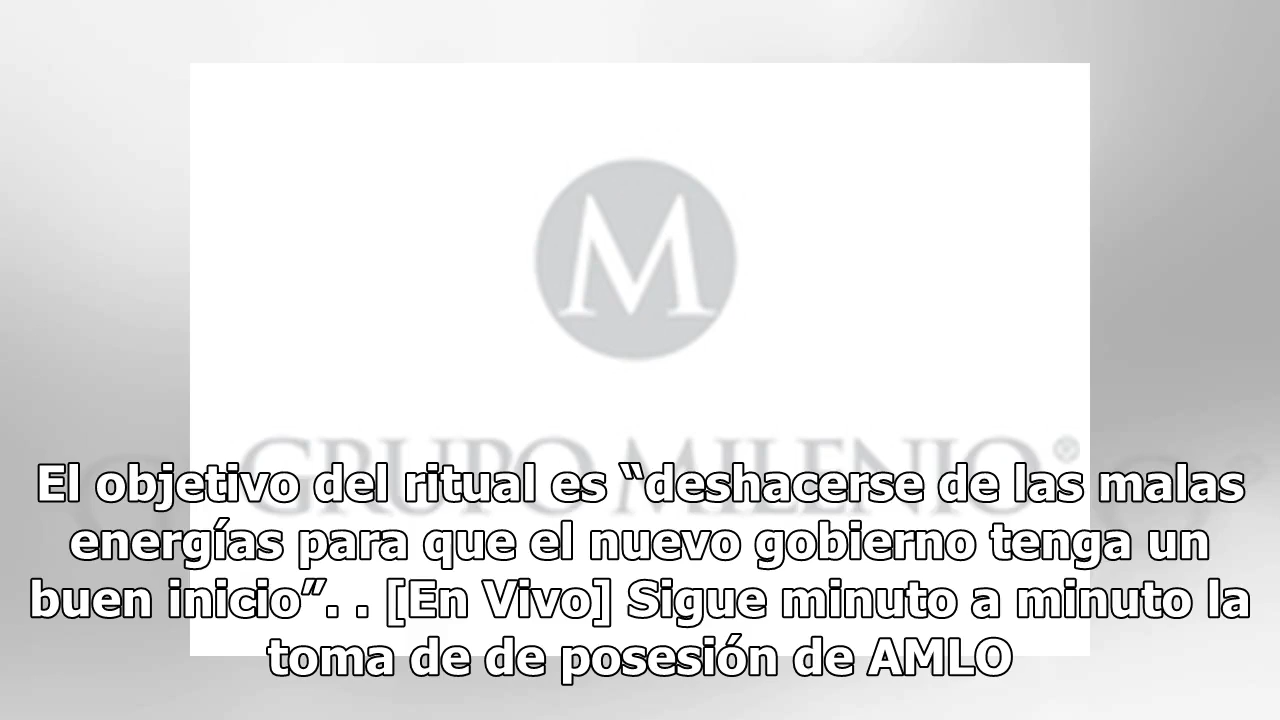 M
GRUPO MILENIO®
El objetivo del ritual es “deshacerse de las malas
energías para que el nuevo gobierno tenga un
buen inicio”. . [En Vivo] Sigue minuto a minuto la
toma de de posesión de AMLO